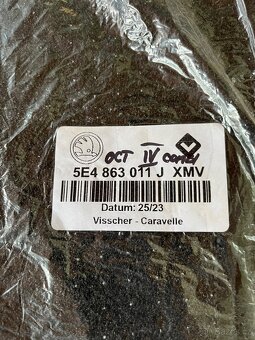 OCT IV combi
5E4 863 011 J XMV
Datum: 25/23
Visscher - Caravelle